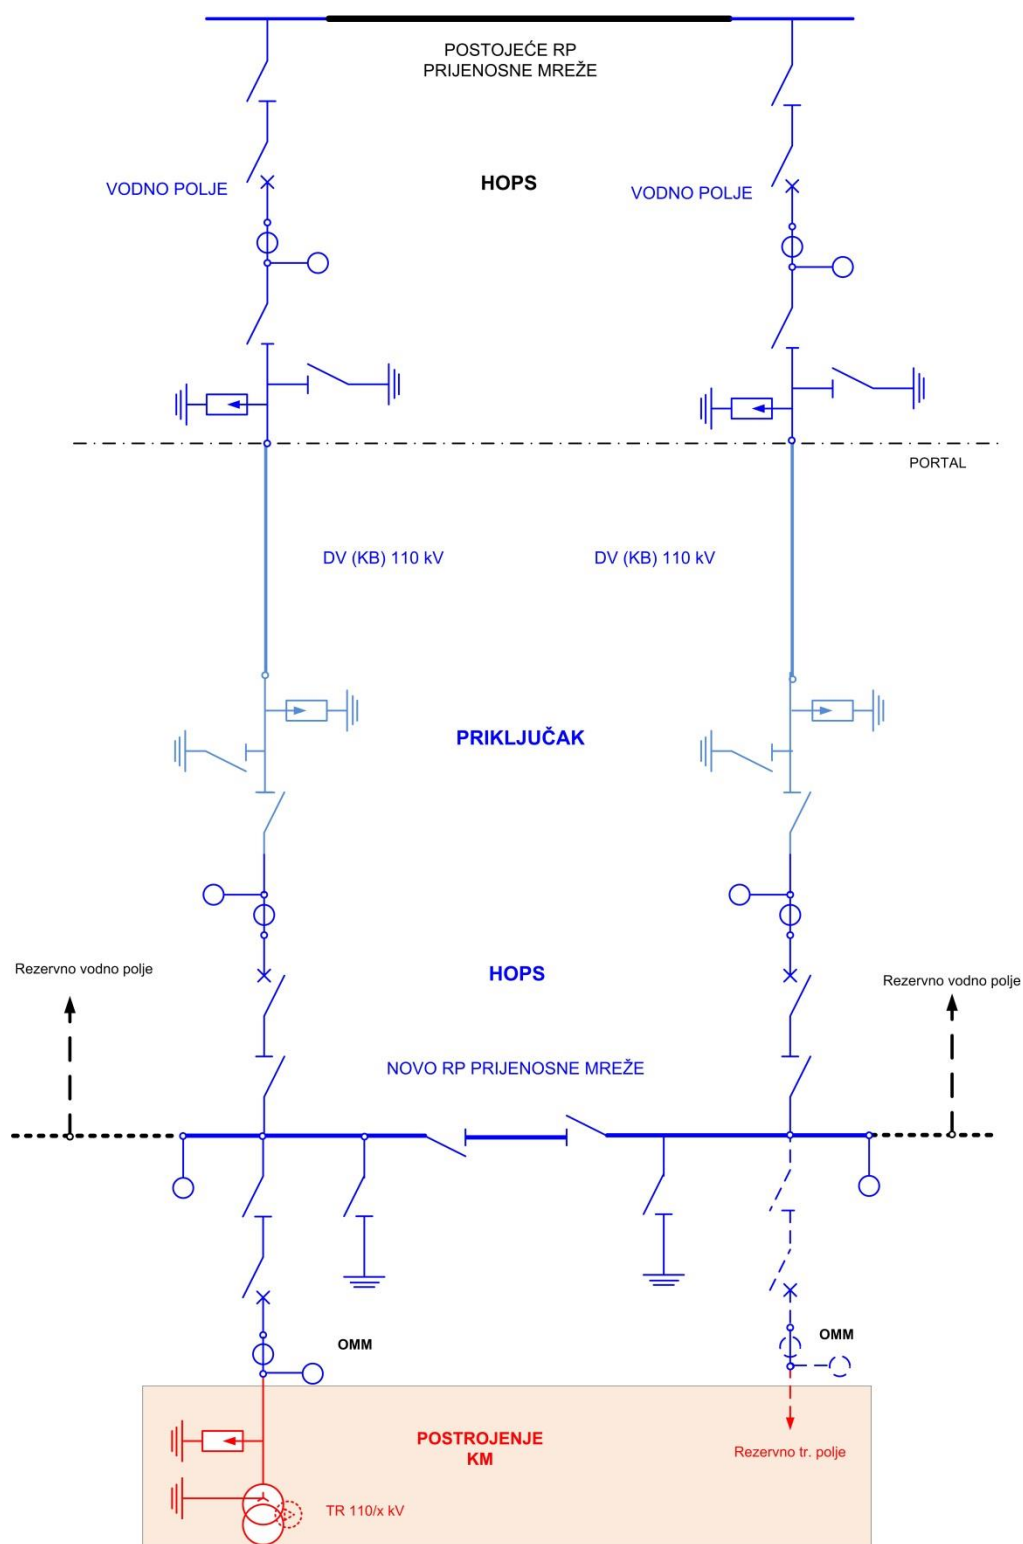 POSTOJEĆE RP
PRIJENOSNE MREŽE
HOPS
VODNO POLJE
VODNO POLJE
PORTAL
DV (KB) 110 kV
DV (KB) 110 kV
PRIKLJUČAK
HOPS
Rezervno vodno polje
Rezervno vodno polje
NOVO RP PRIJENOSNE MREŽE
OMM
OMM
POSTROJENJE
KM
Rezervno tr. polje
TR 110/x kV